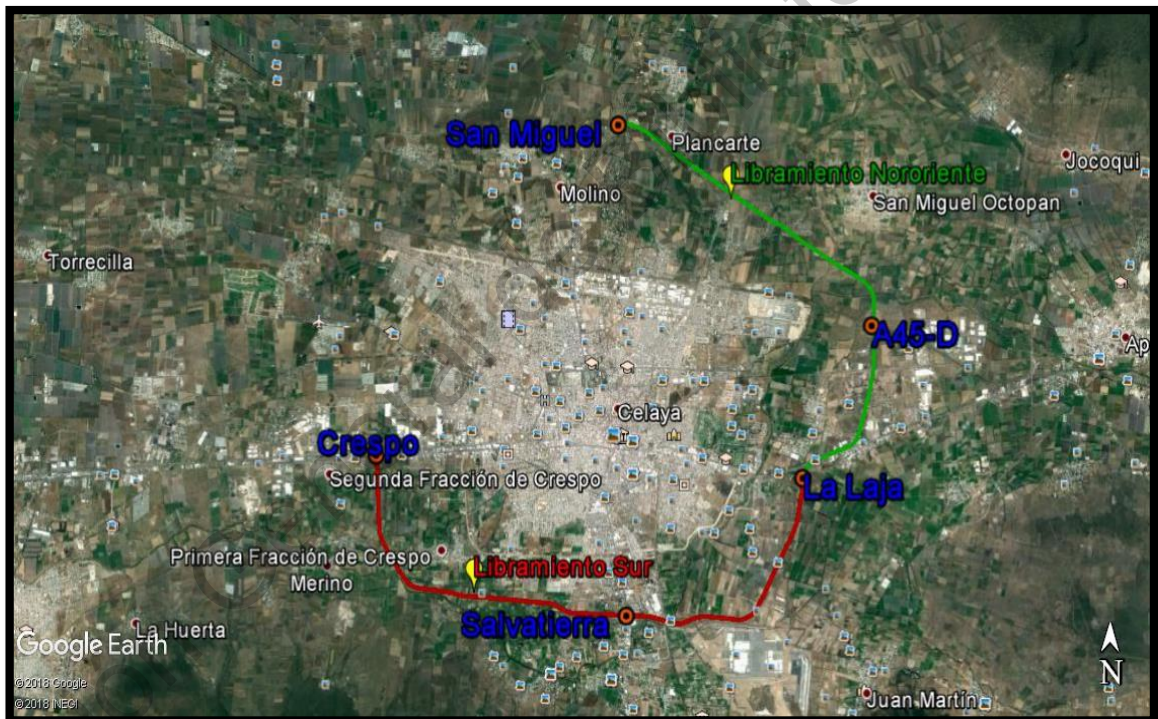 San Miguel
Plancarte
Jocoqui
Libramiento Nororiente
Molino
San Miguel Octopan
Torrecilla
A45-D
Ap
Celaya
Crespo
Segunda Fracción de Crespo
La Laja
Primera Fracción de Crespo
Merino
Libramiento Sur
Salvatierra
La Huerta
Google Earth
© 2018 Google
© 2018 INEGI
Juan Martín
N